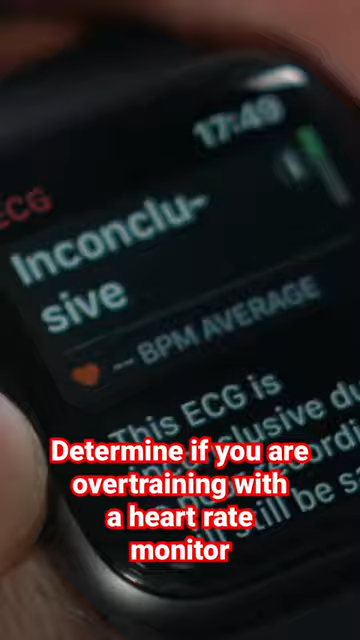 17:49
ECG
Inconclu-
sive
-- BPM AVERAGE
This ECG is
Determine if you are
overtraining with
a heart rate
monitor